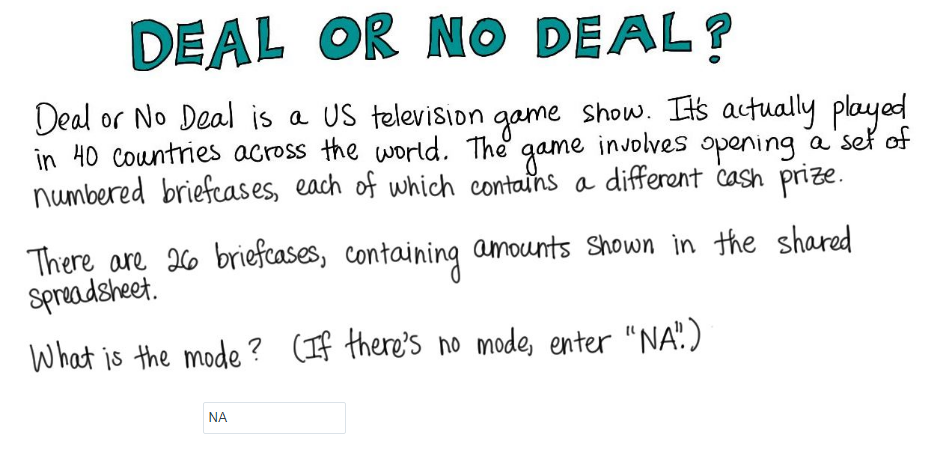 DEAL OR NO DEAL?
Deal or No Deal is a US television game show. It's actually played
in 40 countries across the world. The game involves opening a set of
numbered briefcases, each of which contains a different cash prize.
There are 26 briefcases, containing amounts shown in the shared
spreadsheet.
What is the mode? (If there's no mode, enter "NA".)
NA